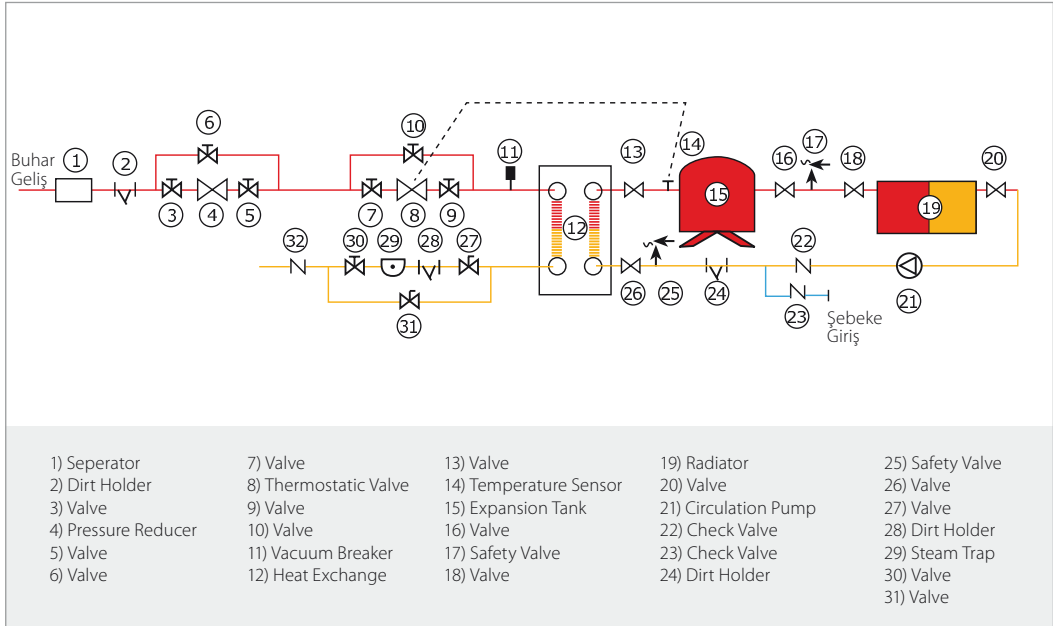 6
10
17
Buhar
Geliş
1
2
11
13
14
16
18
20
3
4
5
7
8
9
15
19
12
32
30
29
28
27
22
26
25
24
23
21
31
Şebeke
Giriş
1) Seperator
2) Dirt Holder
3) Valve
4) Pressure Reducer
5) Valve
6) Valve
7) Valve
8) Thermostatic Valve
9) Valve
10) Valve
11) Vacuum Breaker
12) Heat Exchange
13) Valve
14) Temperature Sensor
15) Expansion Tank
16) Valve
17) Safety Valve
18) Valve
19) Radiator
20) Valve
21) Circulation Pump
22) Check Valve
23) Check Valve
24) Dirt Holder
25) Safety Valve
26) Valve
27) Valve
28) Dirt Holder
29) Steam Trap
30) Valve
31) Valve